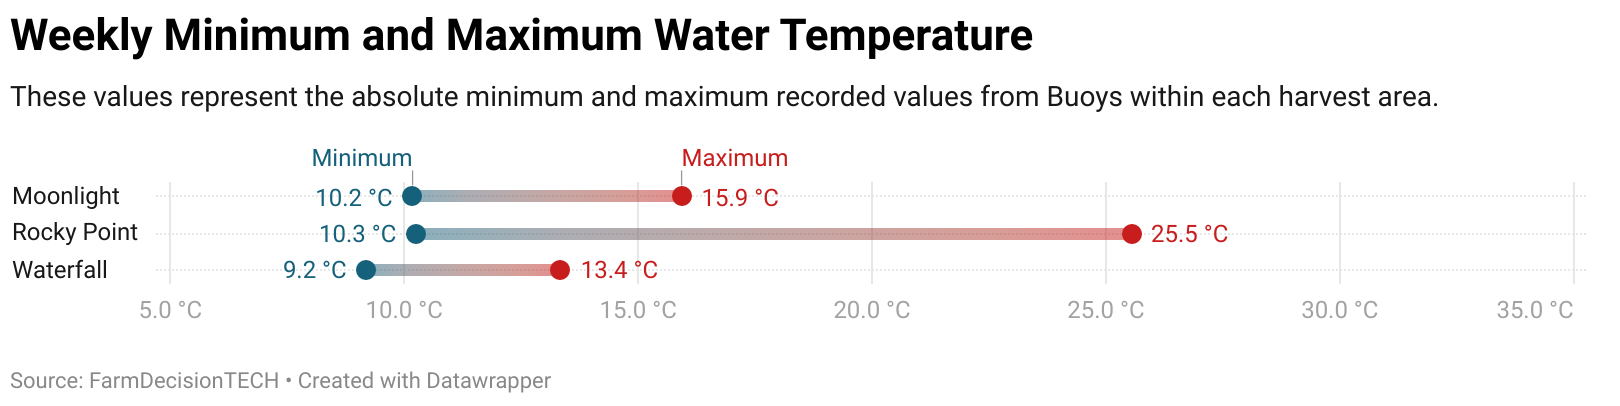 Weekly Minimum and Maximum Water Temperature
These values represent the absolute minimum and maximum recorded values from Buoys within each harvest area.
Minimum Maximum
Moonlight 10.2 °C 15.9 °C
Rocky Point 10.3 °C 25.5 °C
Waterfall 9.2 °C 13.4 °C
5.0 °C 10.0 °C 15.0 °C 20.0 °C 25.0 °C 30.0 °C 35.0 °C
Source: FarmDecisionTECH • Created with Datawrapper